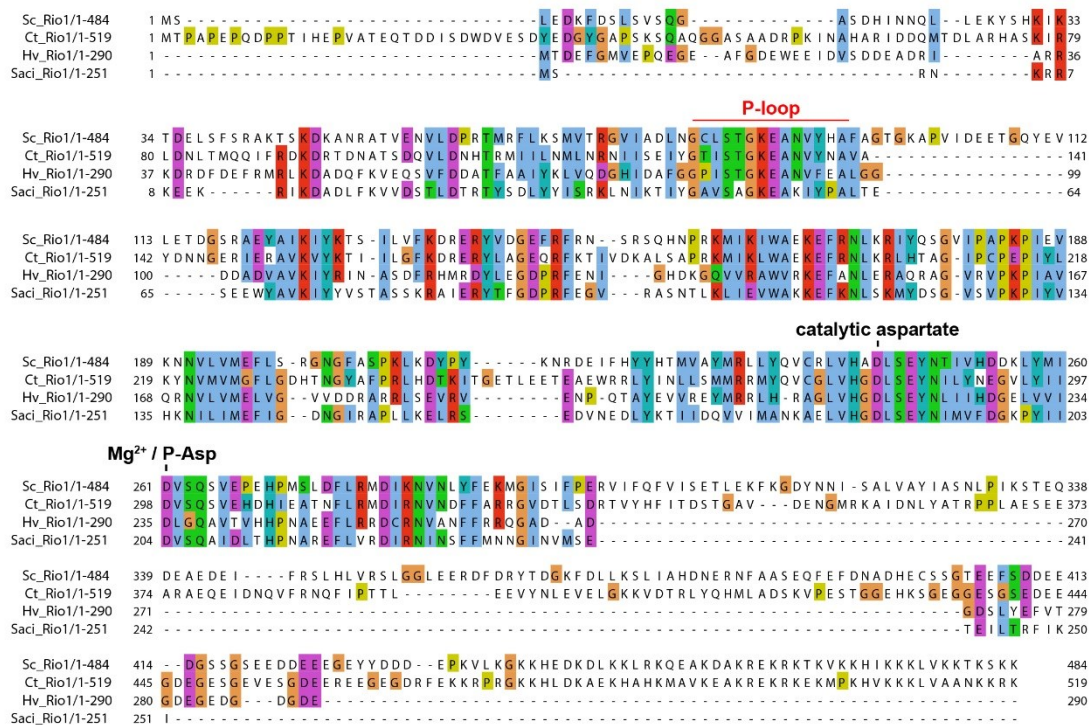 Sc_Rio1/1-484 1 MS--------------------------------------LEDKFDSLSVSQG-----------ASDHINNQL--LEKYSHKIK 33
Ct_Rio1/1-519 1 MTPAPEPQDPPTIHEPVATEQTDDISDWDVESDYEDGYGAPSKSQAQGGASAADRPKINAHARIDDQMTDLARHASKIR 79
Hv_Rio1/1-290 1 ----------------------------------MTDEFGMVEPQEGE--AFGDEWEEIDVSDDEADRI-------ARR 36
Saci_Rio1/1-251 1 ----------------------------------MS--------------------------RN--------KRR 7
P-loop
Sc_Rio1/1-484 34 TDELSFSRAKTSKDKANRATVENVLDPRTMRFLKSMVTRGVIADLNGCLSTGKEANVYHAFAGTGKAPVIDEETGQYEV 112
Ct_Rio1/1-519 80 LDNLTMQQIFRDKDRTDNATSDQVLDNHTRMIILNMLNRNIISEIYGTISTGKEANVYNAVA----------------- 141
Hv_Rio1/1-290 37 KDRDFDEFRMRLKDADQFKVEQSVFDDATFAAIYKLVQDGHIDAFGGPISTGKEANVFEALGG---------------- 99
Saci_Rio1/1-251 8 KEEK------RIKDADLFKVVDSTLDTRTYSDLYYISRKLNIKTIYGAVSAGKEAKIYPALTE---------------- 64
Sc_Rio1/1-484 113 LETDGSRAEYAIKIYKTS-ILVFKDRERYVDGEFRFRN--SRSQHNPRKMIKIWAEKEFRNLKRIYQSGVIPAPKPIEV 188
Ct_Rio1/1-519 142 YDNNGERIERAVKVYKTI-LGFKDRERYLAGEQRFKTIVDKALSAPRKMIKIWAEKEFRNLKRLHTAG-IPCPEPIYL 218
Hv_Rio1/1-290 100 -----DDADVAVKIYRIN-ASDFRHMRDYLEGDPRFENI----GHDKGQVVRAWVRKEFANLERAQRAG-VRVPKPIAV 167
Saci_Rio1/1-251 65 -----SEEWYAVKIYYVSTASSKRAIERYTFGDPRFEGV---RASNTLKLIEVWAKKEFKNLSKMYDSG-VSVPKPIYV 134
catalytic aspartate
Sc_Rio1/1-484 189 KNNVLVMEFLS-RGNGFASPKLKDYPY------KNRDEIFHYYHTMVAYMRLLYQVCRLVHADLSEYNTIVHDDKLYMI 260
Ct_Rio1/1-519 219 KYNVMVMGFLGDHTNGYAFPRLHDTKITGETLEETEAEWRRLYINLLSMMRRMYQVCGLVHGDLSEYNILYNEGVLYII 297
Hv_Rio1/1-290 168 QRNVLVMELVG--VVDDRARRLSEVRV--------ENP-QTAYEVVREYMRRLH-RAGLVHGDLSEYNLIIHDGELVVI 234
Saci_Rio1/1-251 135 HKNILIMEFIG--DNGIRAPLLKELRS--------EDVNEDLYKTIIDQVVIMANKAELVHGDLSEYNIMVFDGKPYII 203
Mg²⁺ / P-Asp
Sc_Rio1/1-484 261 DVSQSVEPEHPMSLDFLRMDIKNVNLYFEKMGISIFPERVIFQFVISETLEKFKGDYNNI-SALVAYIASNLPIKSTEQ 338
Ct_Rio1/1-519 298 DVSQSVEHDHIEATNFLRMDIKNVNDFFARRGVDTLSDRTVYHFITDSTGAV---DENGMRKAIDNLYATRPPLAESEE 373
Hv_Rio1/1-290 235 DLGQAVTVHHPNAEEFLRRDCRNVANFFRRQGAD--AD----------------------------------------- 270
Saci_Rio1/1-251 204 DVSQAIDLTHPNAREFLVRDIRNINSFFMNNGINVMSE----------------------------------------- 241
Sc_Rio1/1-484 339 DEAEDEI----FRSLHLVRSLGGLEERDFDRYTDGKFDLLKSLIAHDNERNFAASEQFEFDNADHECSSGTEEFSDDEE 413
Ct_Rio1/1-519 374 ARAEQEIDNQVFRNQFIPTTL-------EEVYNLEVELGKKVDTRLYQHMLADSKVPESTGGEHKSGEGGESGSEDEE 444
Hv_Rio1/1-290 271 ----------------------------------------------------------------------GDSLYEFVT 279
Saci_Rio1/1-251 242 ----------------------------------------------------------------------TEILTRFIK 250
Sc_Rio1/1-484 414 --DGSSGSEEDDEEEGEYYDDD--EPKVLKGKKHEDKDLKKLRKQEAKDAKREKRKTKVKKHIKKKLVKKTKSKK 484
Ct_Rio1/1-519 445 GDEGESGEVESGDEEREEGEGDRFEKKRPRGKKHLDKAEKHAHKMAVKEAKREKREKMPKHVKKKLVAANKKRK 519
Hv_Rio1/1-290 280 GDEGEDG--DGDE---------------------------------------------------------- 290
Saci_Rio1/1-251 251 I---------------------------------------------------------------------